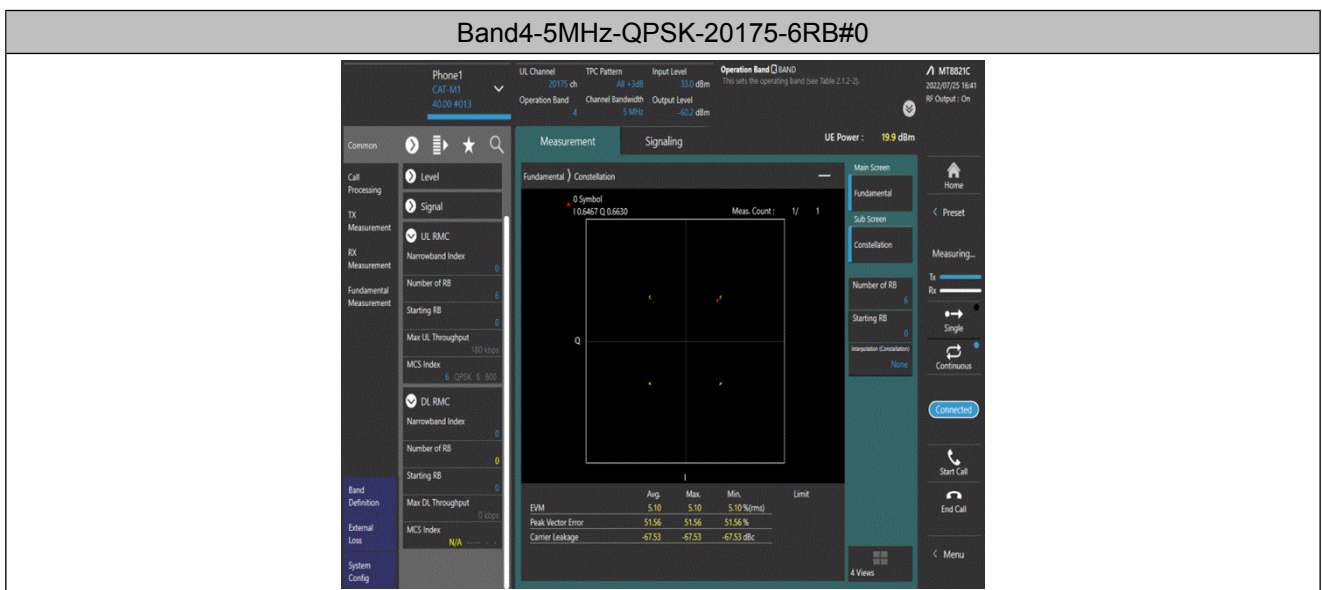 Band4-5MHz-QPSK-20175-6RB#0
Phone1
CAT-M1
40.00 #013
UL Channel
20175 ch
TPC Pattern
All +3dB
Input Level
33.0 dBm
Operation Band
4
Channel Bandwidth
5 MHz
Output Level
-60.2 dBm
Operation Band BAND
This sets the operating band (see Table 2.1.2-2).
MT8821C
2022/07/25 16:41
RF Output : On
Common
Measurement
Signaling
UE Power : 19.9 dBm
Call
Processing
TX
Measurement
RX
Measurement
Fundamental
Measurement
Band
Definition
External
Loss
System
Config
Level
Signal
UL RMC
Narrowband Index
0
Number of RB
6
Starting RB
0
Max UL Throughput
180 kbps
MCS Index
6 QPSK 6 600
DL RMC
Narrowband Index
0
Number of RB
0
Starting RB
0
Max DL Throughput
0 kbps
MCS Index
N/A ---- - -
Fundamental 〉 Constellation
0 Symbol
I 0.6467 Q 0.6630
Meas. Count : 1/ 1
Q
I
Avg. Max. Min. Limit
EVM 5.10 5.10 5.10 %(rms)
Peak Vector Error 51.56 51.56 51.56 %
Carrier Leakage -67.53 -67.53 -67.53 dBc
Main Screen
Fundamental
Sub Screen
Constellation
Number of RB
6
Starting RB
0
Interpolation (Constellation)
None
4 Views
Home
< Preset
Measuring...
Tx
Rx
Single
Continuous
Connected
Start Call
End Call
< Menu